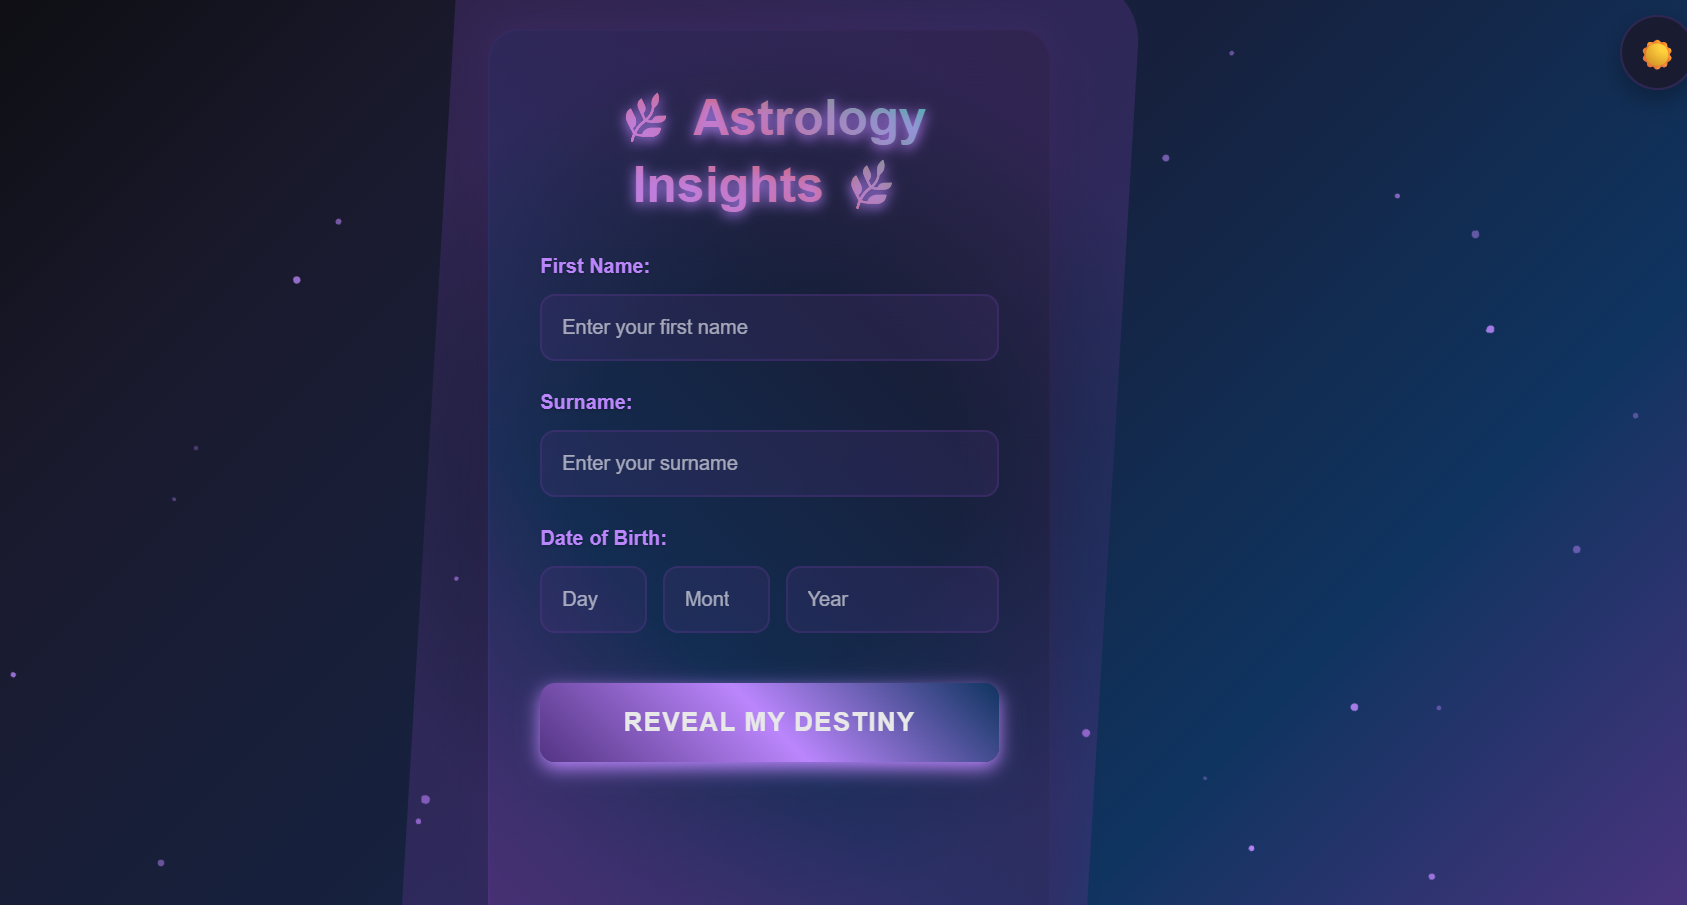 Astrology
Insights
First Name:
Enter your first name
Surname:
Enter your surname
Date of Birth:
Day Mont Year
REVEAL MY DESTINY